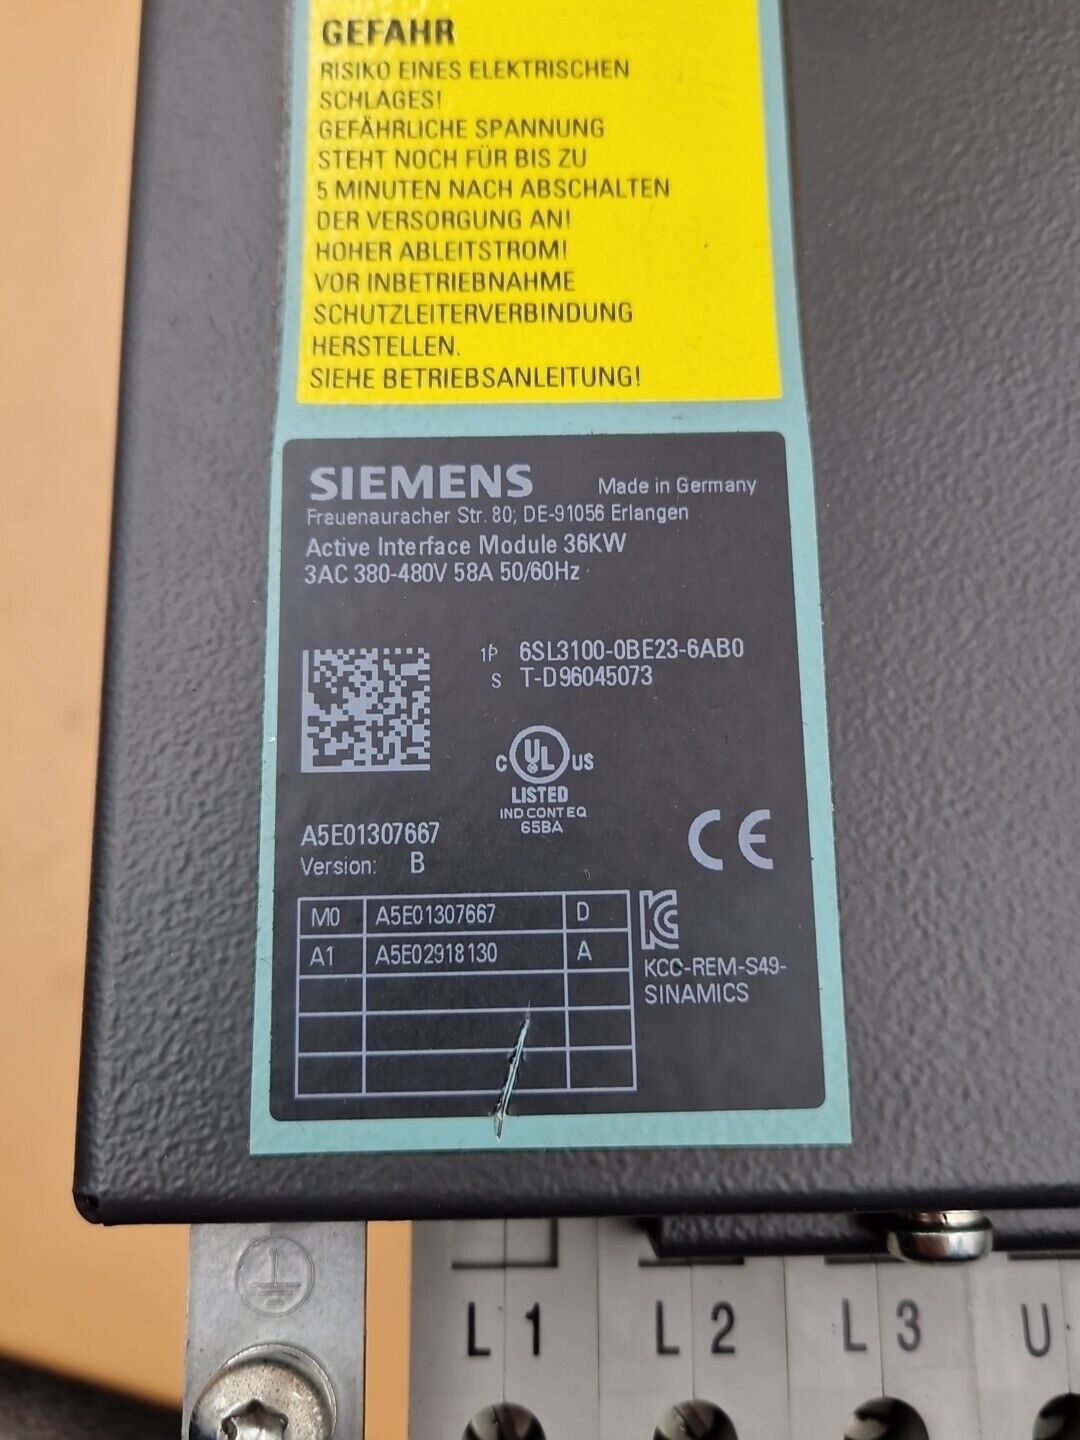 GEFAHR
RISIKO EINES ELEKTRISCHEN
SCHLAGES!
GEFÄHRLICHE SPANNUNG
STEHT NOCH FÜR BIS ZU
5 MINUTEN NACH ABSCHALTEN
DER VERSORGUNG AN!
HOHER ABLEITSTROM!
VOR INBETRIEBNAHME
SCHUTZLEITERVERBINDUNG
HERSTELLEN.
SIEHE BETRIEBSANLEITUNG!
SIEMENS Made in Germany
Frauenauracher Str. 80; DE-91056 Erlangen
Active Interface Module 36KW
3AC 380-480V 58A 50/60Hz
1P 6SL3100-0BE23-6AB0
S T-D96045073
C UL US
LISTED
IND CONT EQ
65BA
CE
A5E01307667
Version: B
M0 A5E01307667 D
A1 A5E02918130 A
KC
KCC-REM-S49-
SINAMICS
L1 L2 L3 U